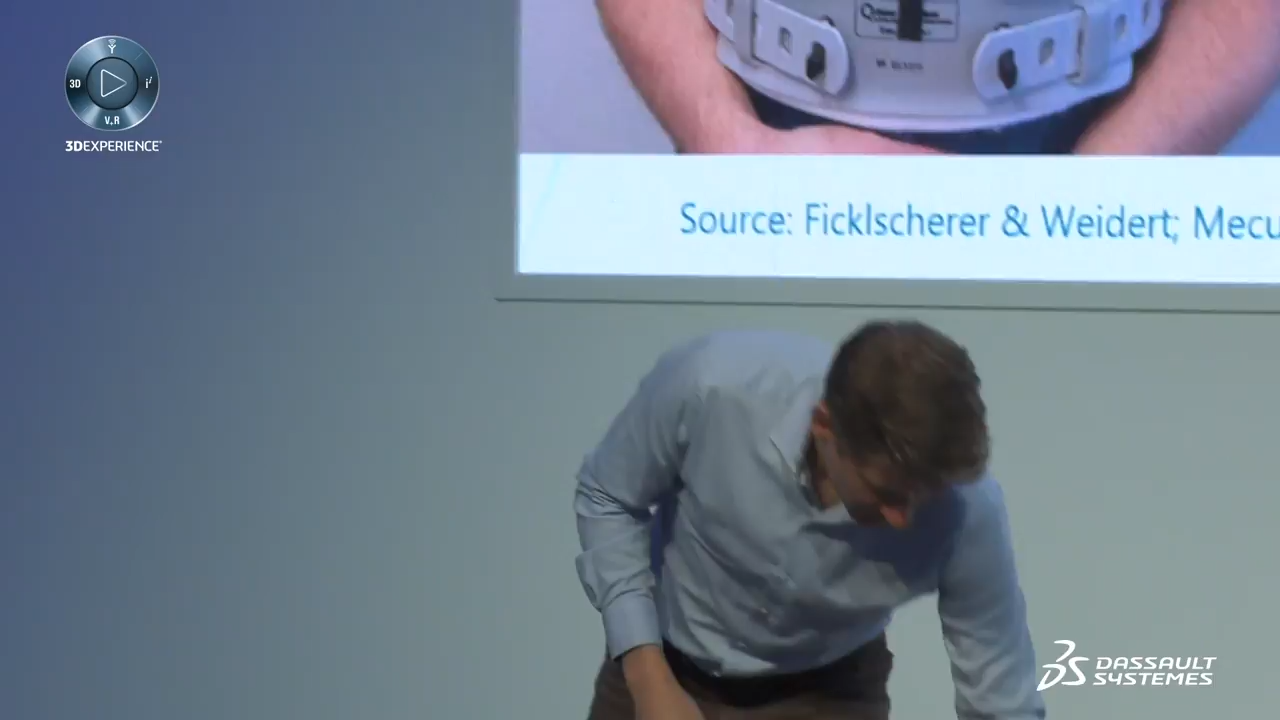 3D
V,R
3DEXPERIENCE
Source: Ficklscherer & Weidert; Mecu
DASSAULT
SYSTEMES